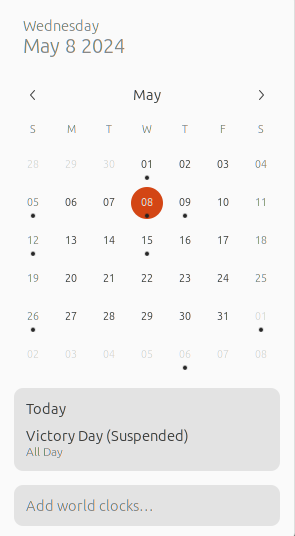 Wednesday
May 8 2024
May
S M T W T F S
28 29 30 01 02 03 04
05 06 07 08 09 10 11
12 13 14 15 16 17 18
19 20 21 22 23 24 25
26 27 28 29 30 31 01
02 03 04 05 06 07 08
Today
Victory Day (Suspended)
All Day
Add world clocks...